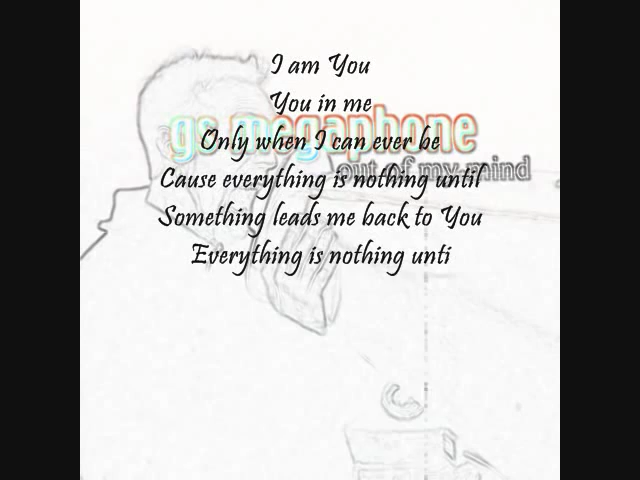 I am You
You in me
gs megaphone
Only when I can ever be
out of my mind
Cause everything is nothing until
Something leads me back to You
Everything is nothing unti